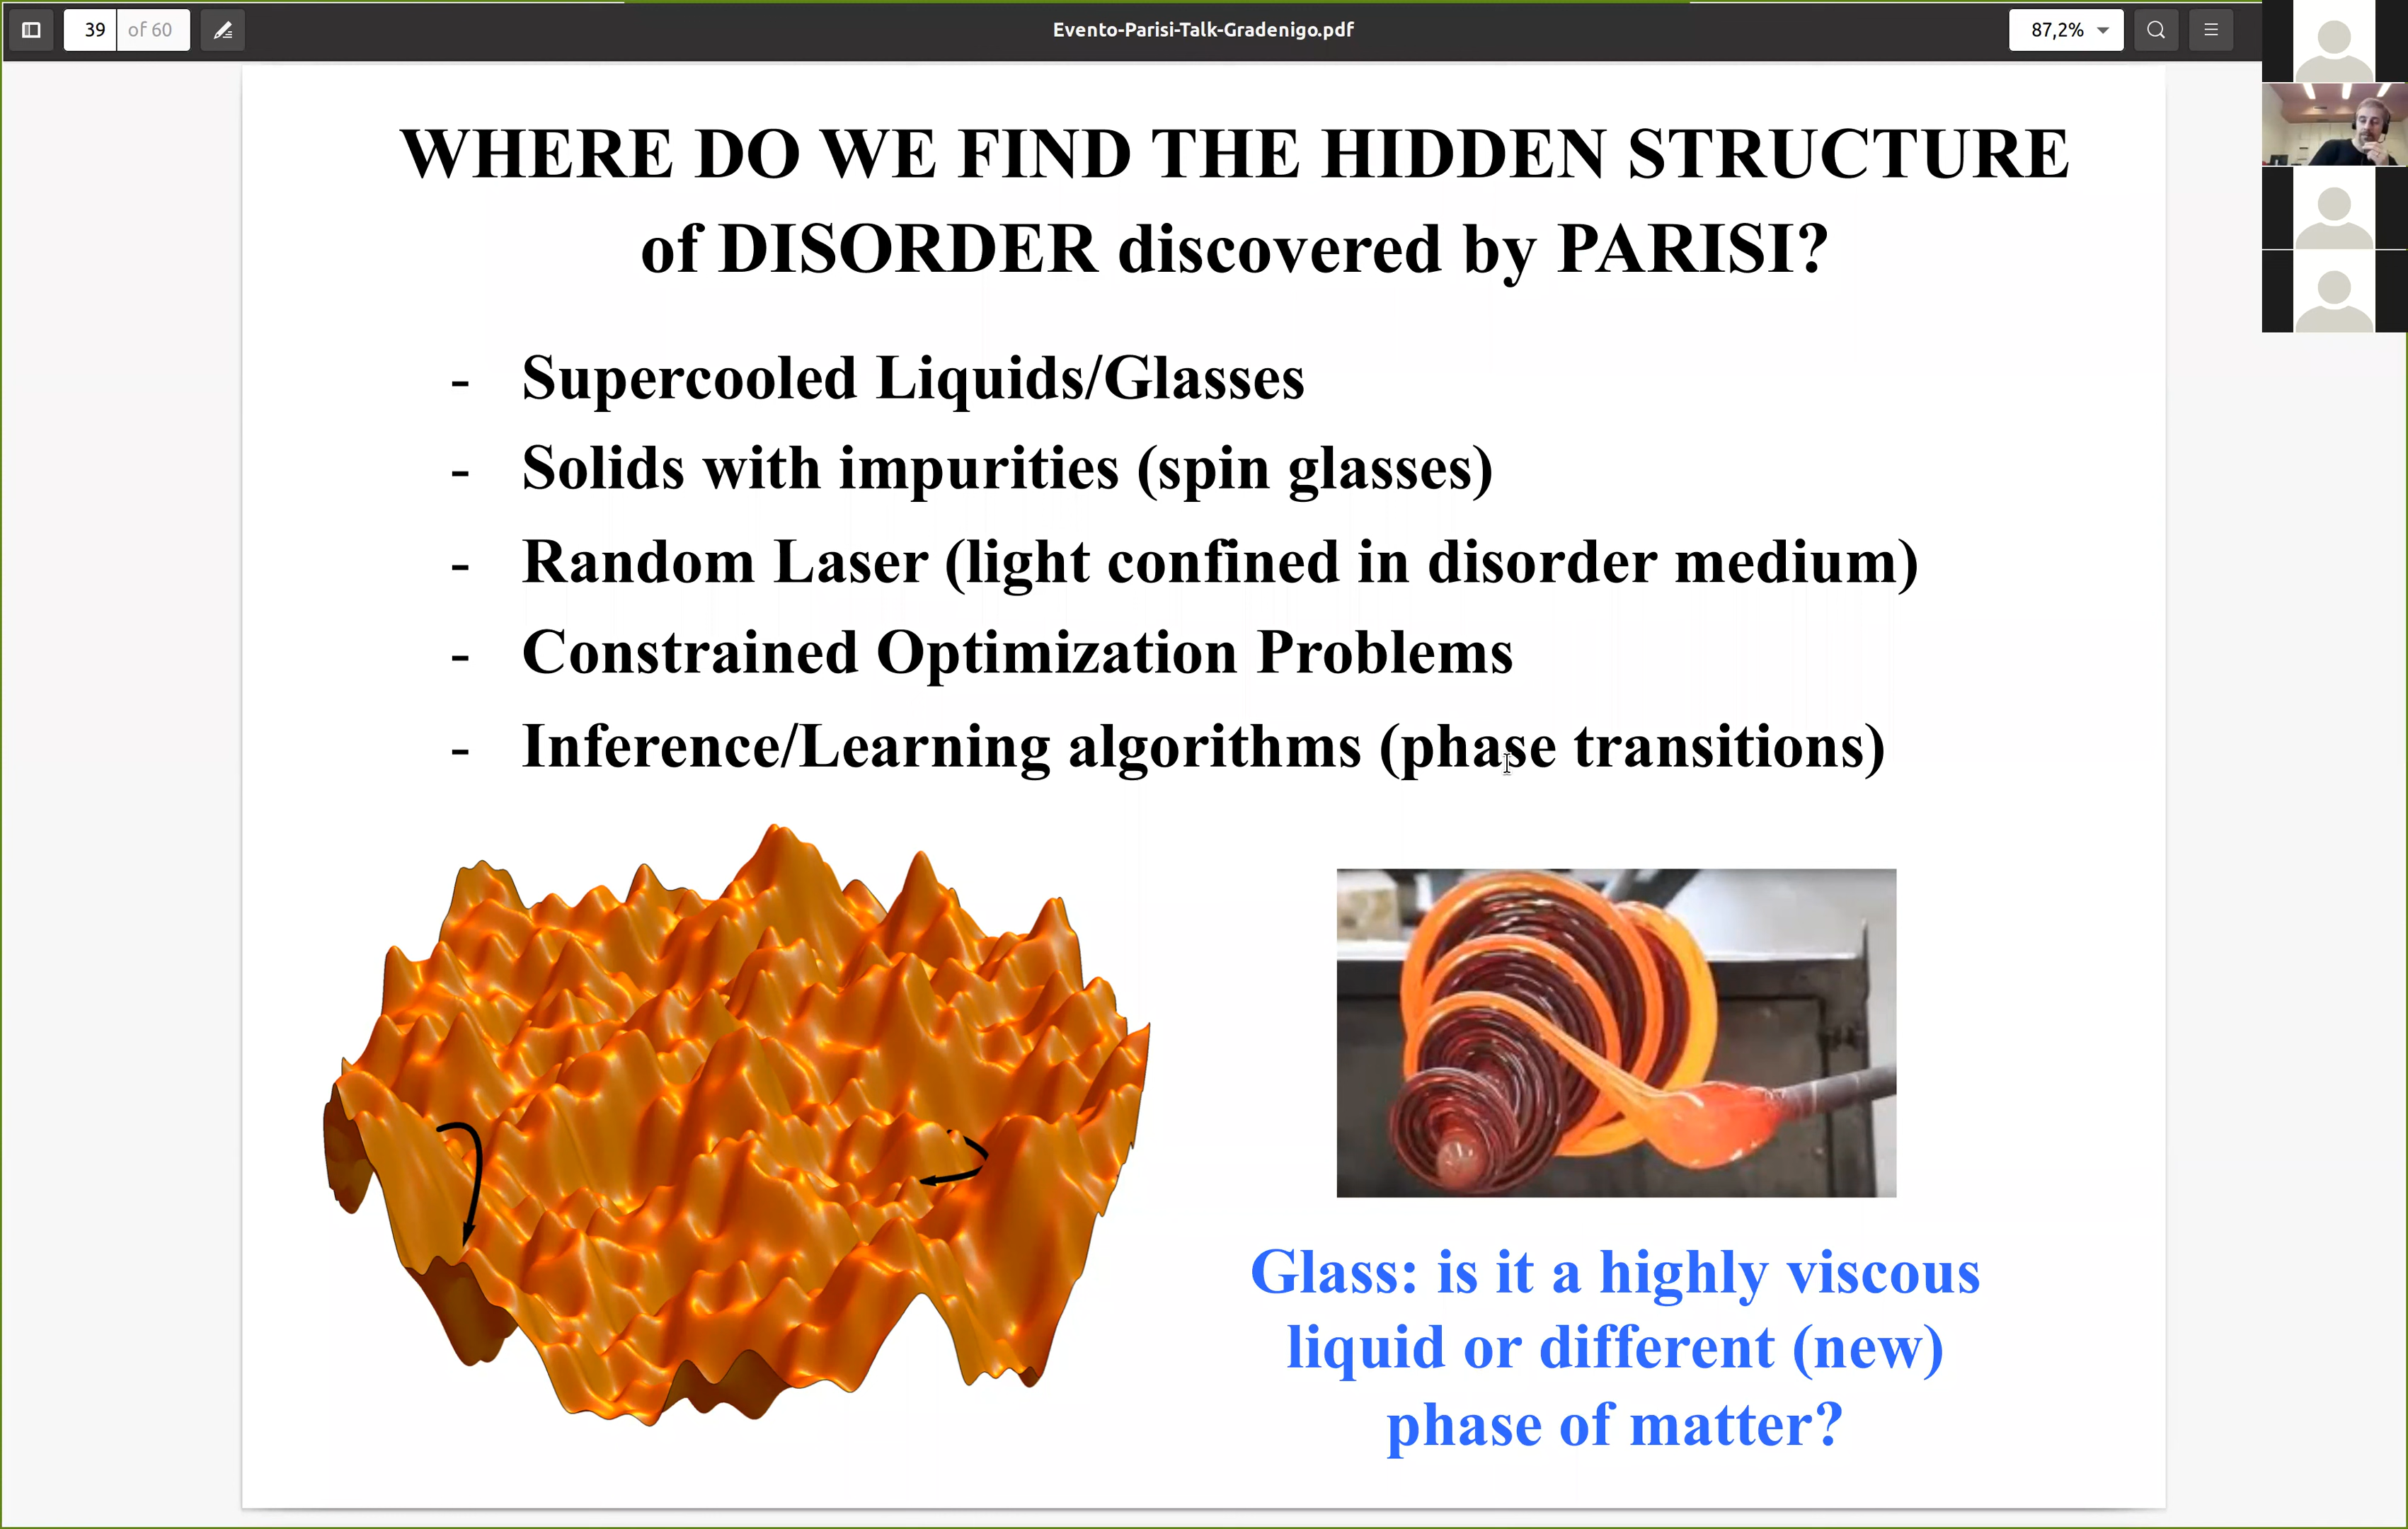 39 of 60
Evento-Parisi-Talk-Gradenigo.pdf
87,2%
WHERE DO WE FIND THE HIDDEN STRUCTURE
of DISORDER discovered by PARISI?
- Supercooled Liquids/Glasses
- Solids with impurities (spin glasses)
- Random Laser (light confined in disorder medium)
- Constrained Optimization Problems
- Inference/Learning algorithms (phase transitions)
Glass: is it a highly viscous
liquid or different (new)
phase of matter?